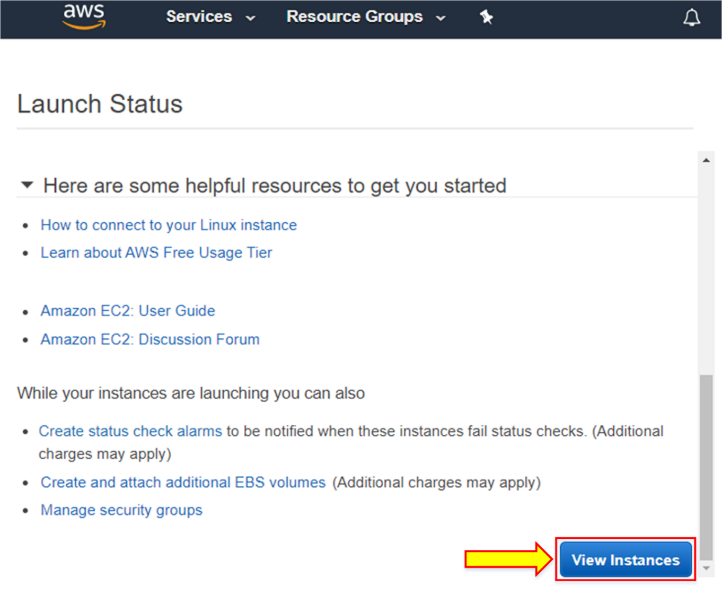 aws Services Resource Groups
Launch Status
Here are some helpful resources to get you started
How to connect to your Linux instance
Learn about AWS Free Usage Tier
Amazon EC2: User Guide
Amazon EC2: Discussion Forum
While your instances are launching you can also
Create status check alarms to be notified when these instances fail status checks. (Additional
charges may apply)
Create and attach additional EBS volumes (Additional charges may apply)
Manage security groups
View Instances